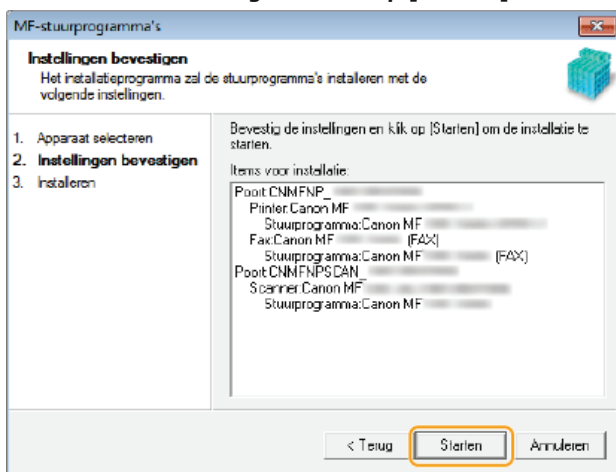 MF-stuurprogramma's
Instellingen bevestigen
Het installatieprogramma zal de stuurprogramma's installeren met de
volgende instellingen.
1. Apparaat selecteren
2. Instellingen bevestigen
3. Installeren
Bevestig de instellingen en klik op [Starten] om de installatie te
starten.
Items voor installatie:
Poort:CNMFNP_
Printer:Canon MF
Stuurprogramma:Canon MF
Fax:Canon MF (FAX)
Stuurprogramma:Canon MF (FAX)
Poort:CNMFNPSCAN_
Scanner:Canon MF
Stuurprogramma:Canon MF
< Terug
Starten
Annuleren